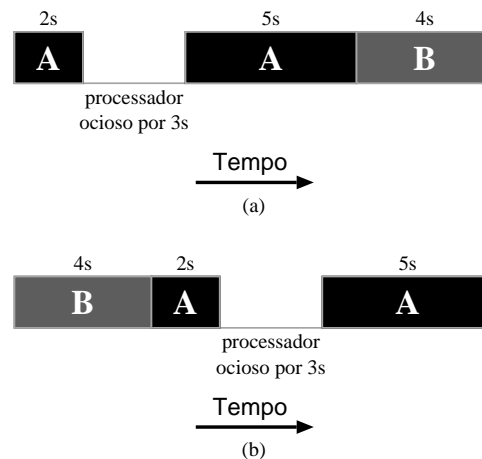 2s 5s 4s
A A B
processador
ocioso por 3s
Tempo
(a)
4s 2s 5s
B A A
processador
ocioso por 3s
Tempo
(b)